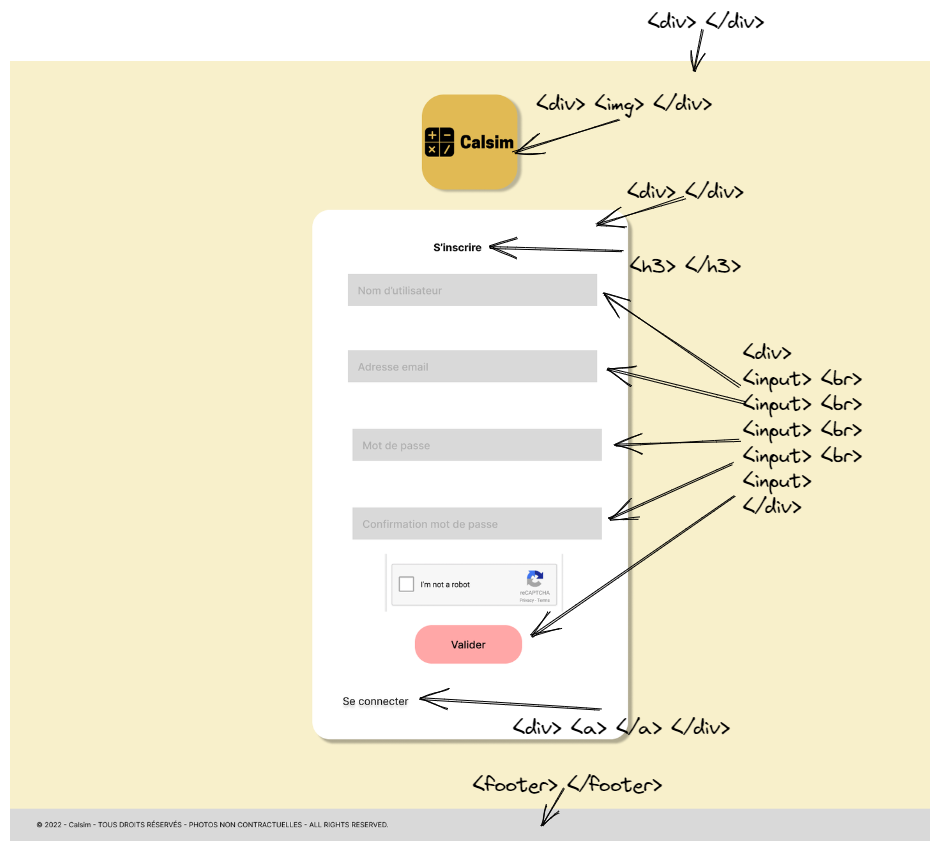 <div> </div>
<div> <img> </div>
Calsim
<div> </div>
S'inscrire
<h3> </h3>
Nom d'utilisateur
Adresse email
Mot de passe
Confirmation mot de passe
<div>
<input> <br>
<input> <br>
<input> <br>
<input> <br>
<input>
</div>
I'm not a robot
reCAPTCHA
Privacy - Terms
Valider
Se connecter
<div> <a> </a> </div>
<footer> </footer>
© 2022 - Calsim - TOUS DROITS RÉSERVÉS - PHOTOS NON CONTRACTUELLES - ALL RIGHTS RESERVED.